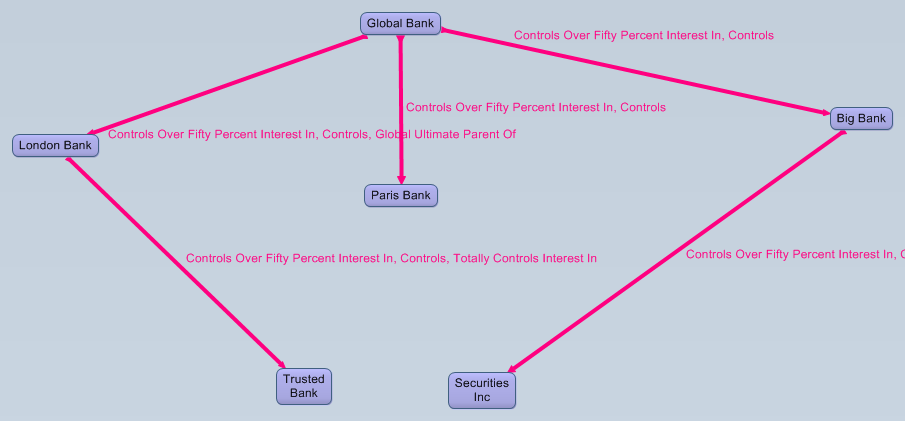 Global Bank
Controls Over Fifty Percent Interest In, Controls
Controls Over Fifty Percent Interest In, Controls
Big Bank
Controls Over Fifty Percent Interest In, Controls, Global Ultimate Parent Of
London Bank
Paris Bank
Controls Over Fifty Percent Interest In, C
Controls Over Fifty Percent Interest In, Controls, Totally Controls Interest In
Trusted
Bank
Securities
Inc